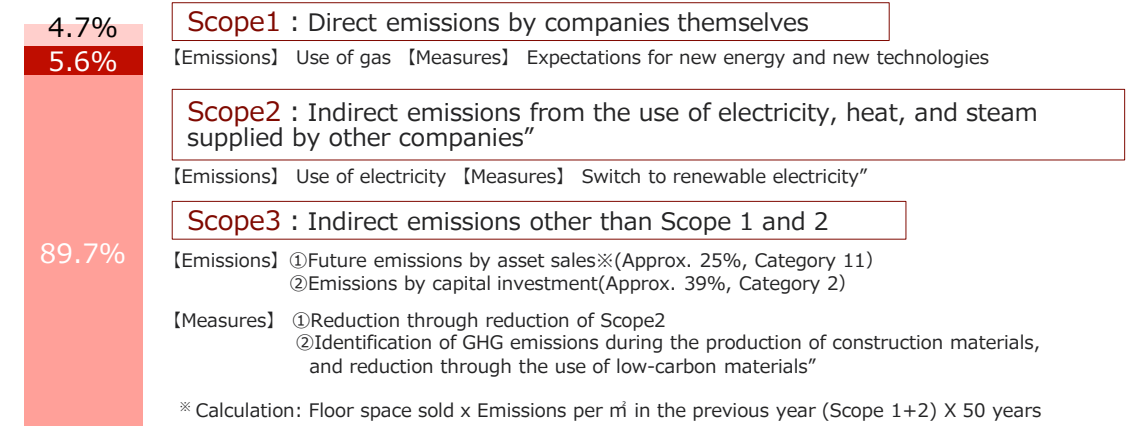 4.7%
5.6%
89.7%
Scope1：Direct emissions by companies themselves
【Emissions】 Use of gas 【Measures】 Expectations for new energy and new technologies
Scope2：Indirect emissions from the use of electricity, heat, and steam
supplied by other companies”
【Emissions】 Use of electricity 【Measures】 Switch to renewable electricity”
Scope3：Indirect emissions other than Scope 1 and 2
【Emissions】①Future emissions by asset sales※(Approx. 25%, Category 11）
②Emissions by capital investment(Approx. 39%, Category 2）
【Measures】 ①Reduction through reduction of Scope2
②Identification of GHG emissions during the production of construction materials,
and reduction through the use of low-carbon materials”
※ Calculation: Floor space sold x Emissions per ㎡ in the previous year (Scope 1+2) X 50 years